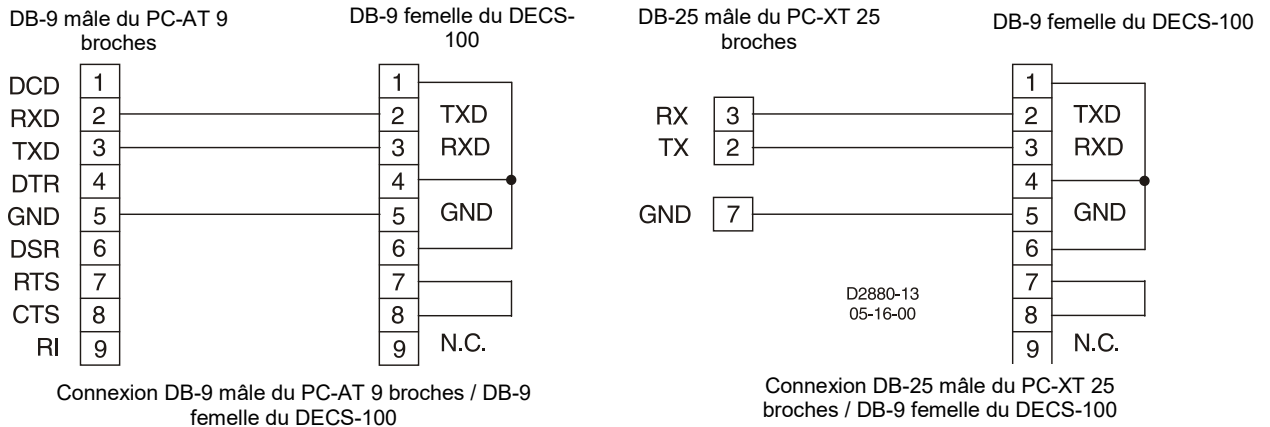 DB-9 mâle du PC-AT 9
broches
DB-9 femelle du DECS-
100
DCD 1 1
RXD 2 2 TXD
TXD 3 3 RXD
DTR 4 4
GND 5 5 GND
DSR 6 6
RTS 7 7
CTS 8 8
RI 9 9 N.C.
Connexion DB-9 mâle du PC-AT 9 broches / DB-9
femelle du DECS-100
DB-25 mâle du PC-XT 25
broches
DB-9 femelle du DECS-100
1
RX 3 2 TXD
TX 2 3 RXD
4
GND 7 5 GND
6
7
8
9 N.C.
D2880-13
05-16-00
Connexion DB-25 mâle du PC-XT 25
broches / DB-9 femelle du DECS-100